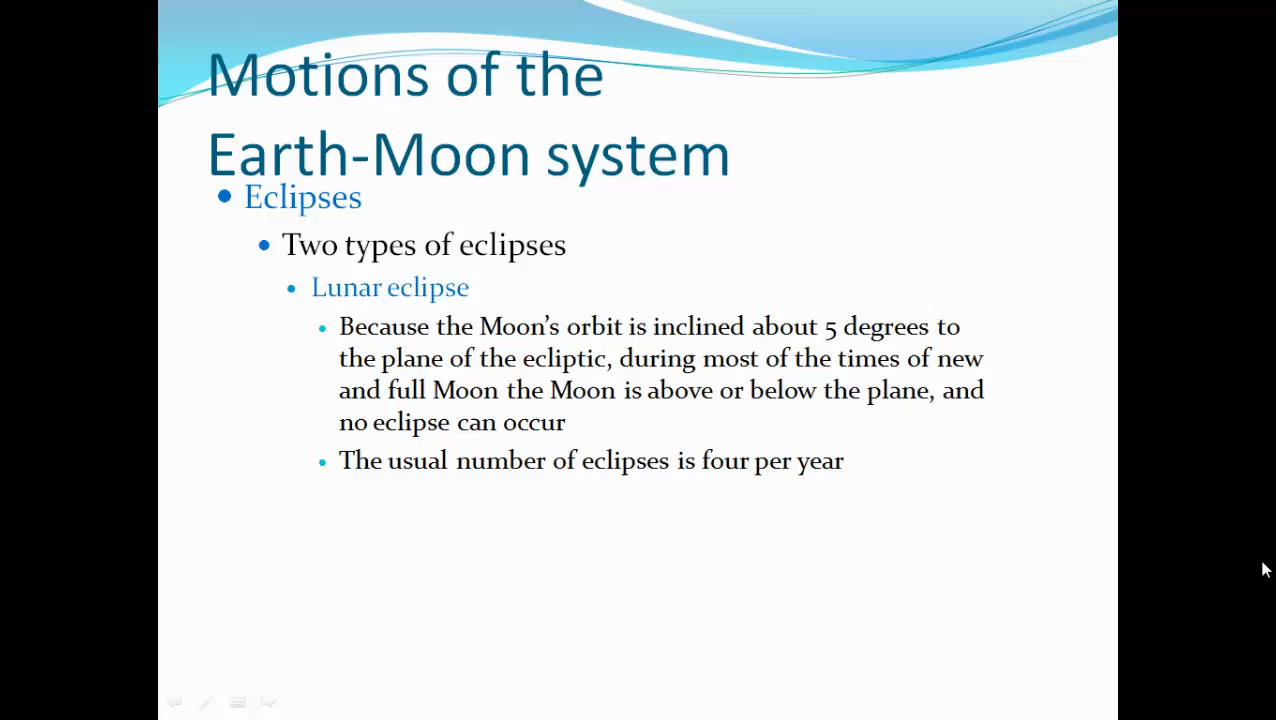 Motions of the
Earth-Moon system
Eclipses
Two types of eclipses
Lunar eclipse
Because the Moon’s orbit is inclined about 5 degrees to
the plane of the ecliptic, during most of the times of new
and full Moon the Moon is above or below the plane, and
no eclipse can occur
The usual number of eclipses is four per year